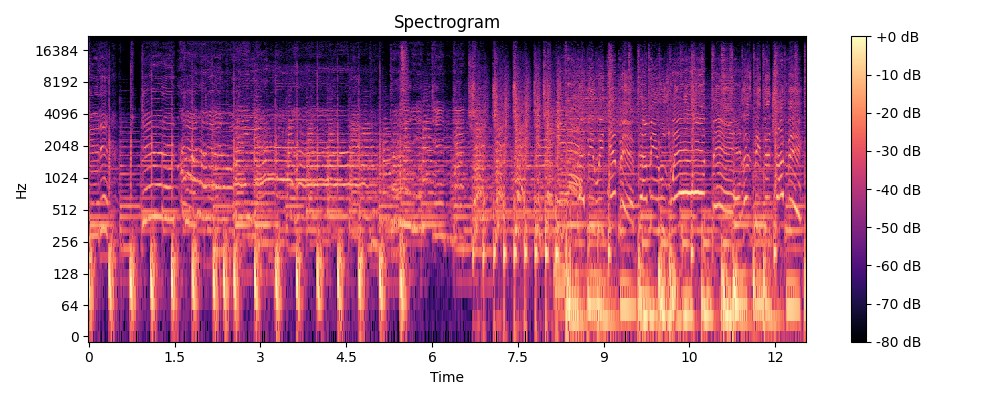 Spectrogram
16384
8192
4096
2048
1024
512
256
128
64
0
Hz
0 1.5 3 4.5 6 7.5 9 10 12
Time
+0 dB
-10 dB
-20 dB
-30 dB
-40 dB
-50 dB
-60 dB
-70 dB
-80 dB